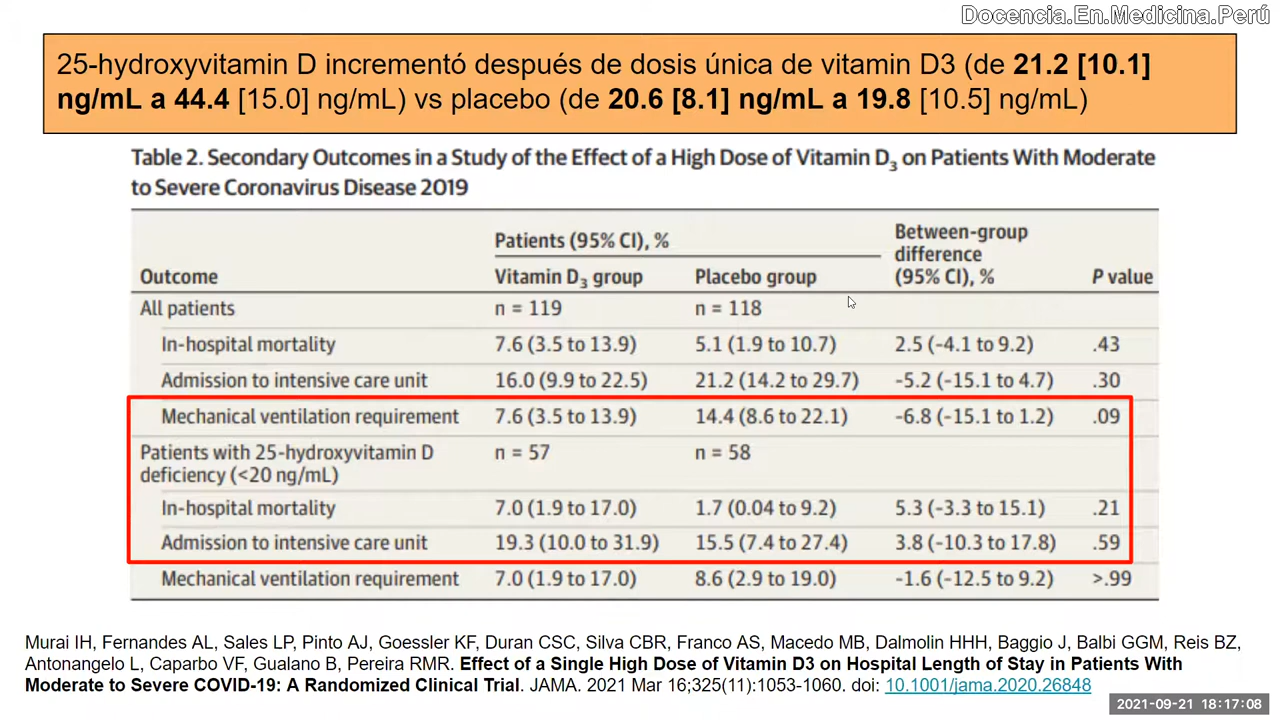 Docencia.En.Medicina.Perú
25-hydroxyvitamin D incrementó después de dosis única de vitamin D3 (de 21.2 [10.1]
ng/mL a 44.4 [15.0] ng/mL) vs placebo (de 20.6 [8.1] ng/mL a 19.8 [10.5] ng/mL)
Table 2. Secondary Outcomes in a Study of the Effect of a High Dose of Vitamin D3 on Patients With Moderate
to Severe Coronavirus Disease 2019
Patients (95% CI), %
Between-group
difference
(95% CI), %
Outcome Vitamin D3 group Placebo group P value
All patients n = 119 n = 118
In-hospital mortality 7.6 (3.5 to 13.9) 5.1 (1.9 to 10.7) 2.5 (-4.1 to 9.2) .43
Admission to intensive care unit 16.0 (9.9 to 22.5) 21.2 (14.2 to 29.7) -5.2 (-15.1 to 4.7) .30
Mechanical ventilation requirement 7.6 (3.5 to 13.9) 14.4 (8.6 to 22.1) -6.8 (-15.1 to 1.2) .09
Patients with 25-hydroxyvitamin D n = 57 n = 58
deficiency (<20 ng/mL)
In-hospital mortality 7.0 (1.9 to 17.0) 1.7 (0.04 to 9.2) 5.3 (-3.3 to 15.1) .21
Admission to intensive care unit 19.3 (10.0 to 31.9) 15.5 (7.4 to 27.4) 3.8 (-10.3 to 17.8) .59
Mechanical ventilation requirement 7.0 (1.9 to 17.0) 8.6 (2.9 to 19.0) -1.6 (-12.5 to 9.2) >.99
Murai IH, Fernandes AL, Sales LP, Pinto AJ, Goessler KF, Duran CSC, Silva CBR, Franco AS, Macedo MB, Dalmolin HHH, Baggio J, Balbi GGM, Reis BZ,
Antonangelo L, Caparbo VF, Gualano B, Pereira RMR. Effect of a Single High Dose of Vitamin D3 on Hospital Length of Stay in Patients With
Moderate to Severe COVID-19: A Randomized Clinical Trial. JAMA. 2021 Mar 16;325(11):1053-1060. doi: 10.1001/jama.2020.26848
2021-09-21 18:17:08